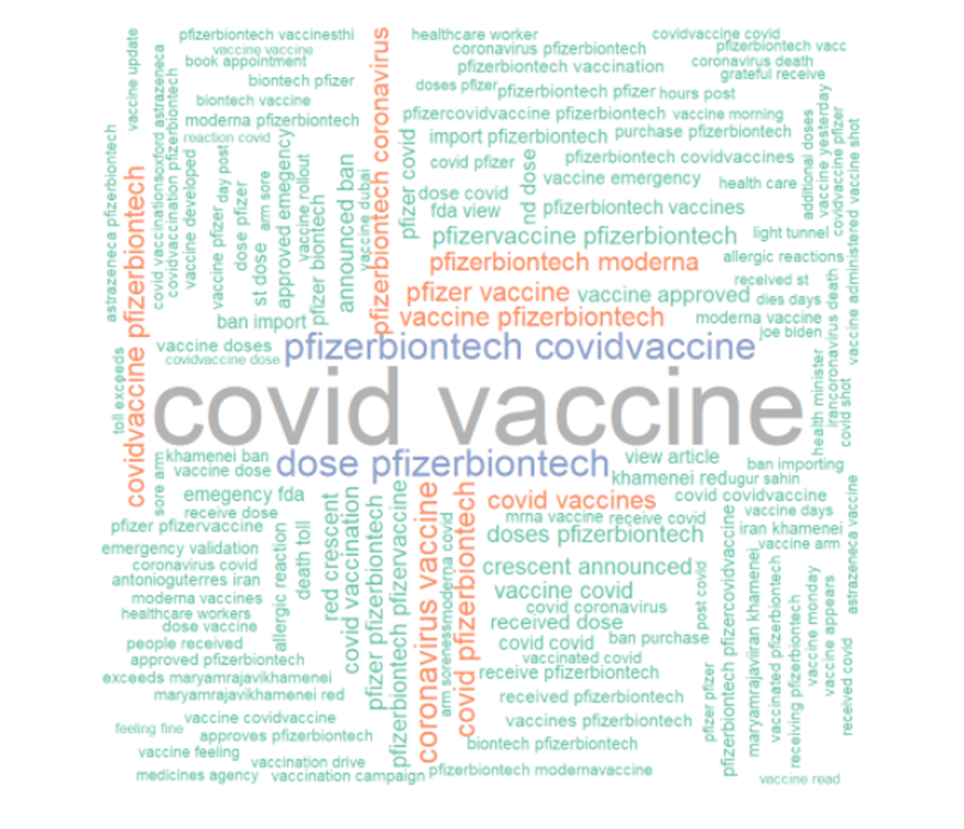 vaccine update
pfizerbiontech vaccinesthi
vaccine vaccine
book appointment
biontech pfizer
biontech vaccine
moderna pfizerbiontech
reaction covid
covid vaccinationsoxford astrazeneca
covidvaccination pfizerbiontech
astrazeneca pfizerbiontech
covidvaccine pfizerbiontech
vaccine developed
day post
vaccine pfizer
dose pfizer
arm sore
st dose
approved emegency
vaccine rollout
pfizer biontech
announced ban
vaccine dubai
pfizerbiontech coronavirus
ban import
vaccine doses
covidvaccine dose
toll exceeds
healthcare worker
coronavirus pfizerbiontech
pfizerbiontech vaccination
doses pfizer
pfizerbiontech pfizer
hours post
covidvaccine covid
pfizerbiontech vacc
coronavirus death
grateful receive
pfizercovidvaccine pfizerbiontech
vaccine morning
import pfizerbiontech
purchase pfizerbiontech
pfizer covid
covid pfizer
nd dose
pfizerbiontech covidvaccines
vaccine emergency
health care
dose covid
fda view
pfizerbiontech vaccines
additional doses
vaccine yesterday
covidvaccine pfizer
vaccine administered
vaccine shot
pfizervaccine pfizerbiontech
light tunnel
pfizerbiontech moderna
allergic reactions
pfizer vaccine
vaccine approved
received st
dies days
vaccine pfizerbiontech
moderna vaccine
joe biden
irancoronavirus death
health minister
covid shot
pfizerbiontech covidvaccine
covid vaccine
dose pfizerbiontech
sore arm
khamenei ban
vaccine dose
emegency fda
receive dose
pfizer pfizervaccine
emergency validation
coronavirus covid
antonioguterres iran
moderna vaccines
healthcare workers
dose vaccine
people received
approved pfizerbiontech
exceeds maryamrajavikhamenei
maryamrajavikhamenei red
vaccine covidvaccine
feeling fine
approves pfizerbiontech
vaccine feeling
vaccination drive
medicines agency
vaccination campaign
allergic reaction
death toll
red crescent
covid vaccination
pfizer pfizerbiontech
pfizerbiontech pfizervaccine
coronavirus vaccine
arm sorenessmoderna covid
covid pfizerbiontech
view article
ban importing
khamenei redugur sahin
covid vaccines
covid covidvaccine
mrna vaccine
receive covid
vaccine days
doses pfizerbiontech
iran khamenei
vaccine arm
crescent announced
vaccine covid
covid coronavirus
received dose
covid covid
ban purchase
vaccinated covid
receive pfizerbiontech
received pfizerbiontech
vaccines pfizerbiontech
biontech pfizerbiontech
pfizerbiontech modernavaccine
post covid
pfizer pfizer
pfizerbiontech pfizercovidvaccine
maryamrajaviiran khamenei
vaccinated pfizerbiontech
receiving pfizerbiontech
vaccine monday
vaccine appears
received covid
astrazeneca vaccine
vaccine read